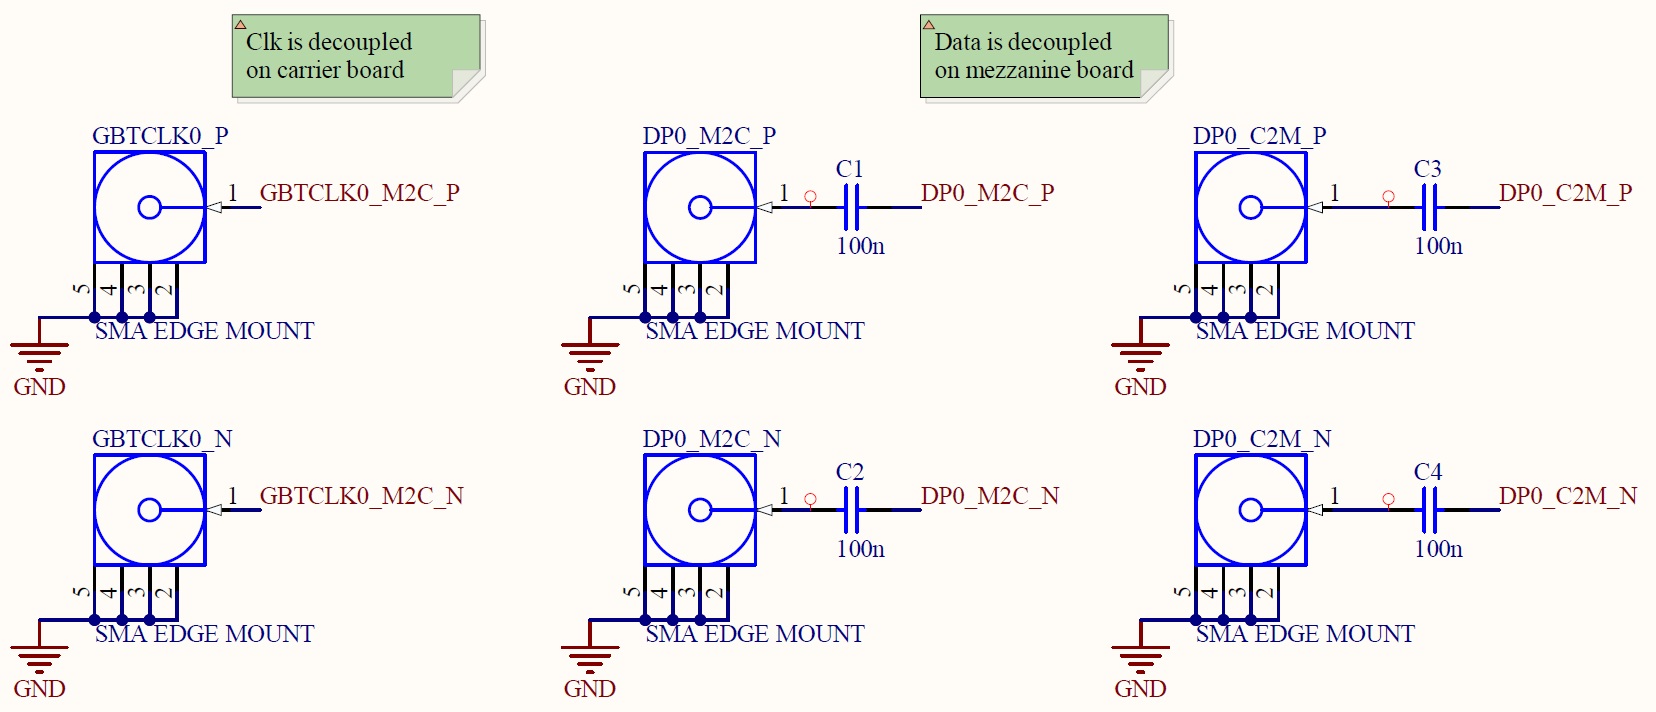 Clk is decoupled
on carrier board
Data is decoupled
on mezzanine board
GBTCLK0_P
1
GBTCLK0_M2C_P
5 4 3 2
SMA EDGE MOUNT
GND
DP0_M2C_P
1
C1
100n
DP0_M2C_P
5 4 3 2
SMA EDGE MOUNT
GND
DP0_C2M_P
1
C3
100n
DP0_C2M_P
5 4 3 2
SMA EDGE MOUNT
GND
GBTCLK0_N
1
GBTCLK0_M2C_N
5 4 3 2
SMA EDGE MOUNT
GND
DP0_M2C_N
1
C2
100n
DP0_M2C_N
5 4 3 2
SMA EDGE MOUNT
GND
DP0_C2M_N
1
C4
100n
DP0_C2M_N
5 4 3 2
SMA EDGE MOUNT
GND